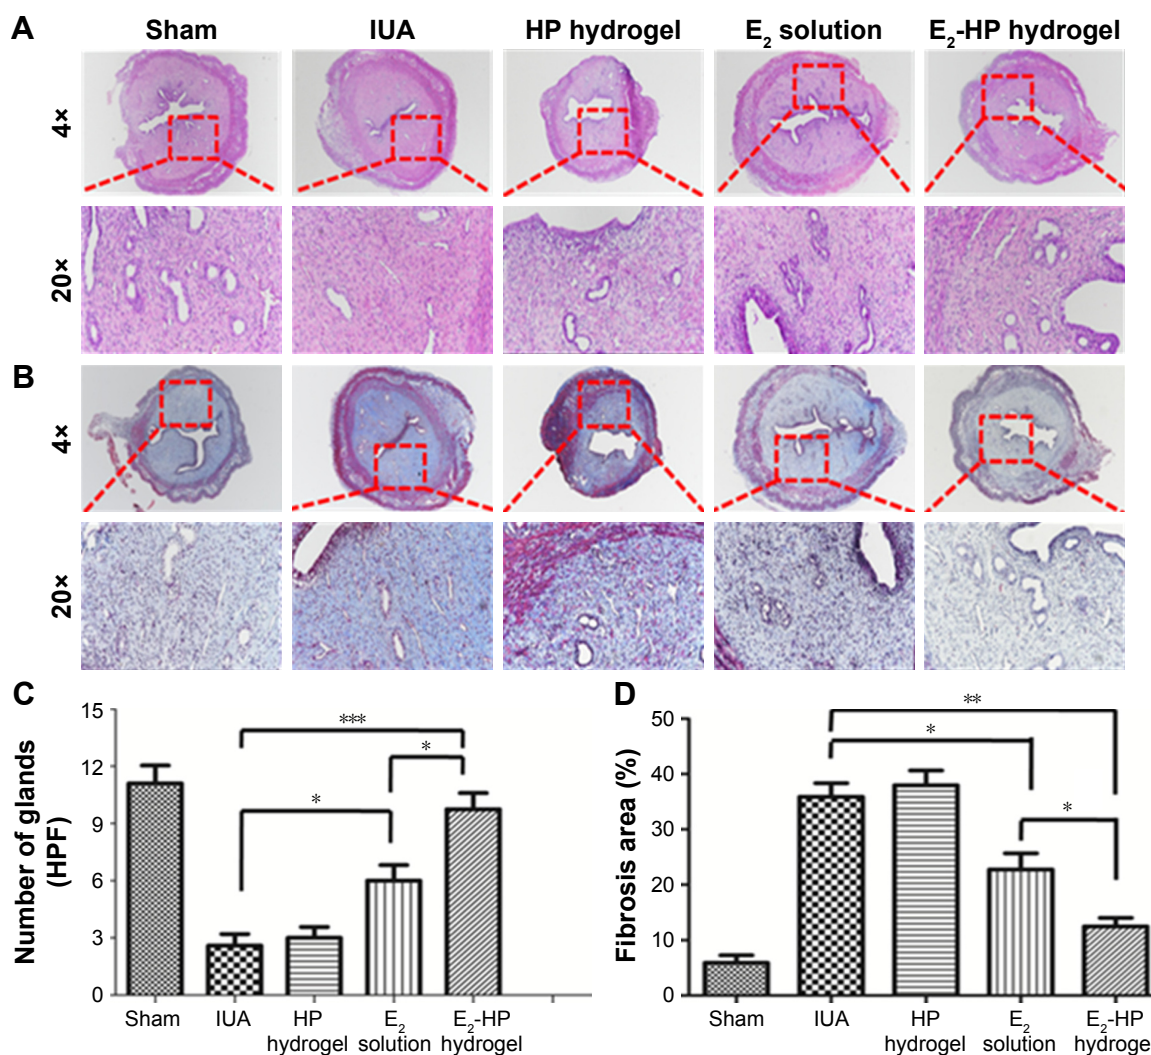 A
Sham
IUA
HP hydrogel
E₂ solution
E₂-HP hydrogel
4×
20×
B
4×
20×
C
Number of glands
(HPF)
15
12
9
6
3
0
***
*
*
Sham
IUA
HP
hydrogel
E₂
solution
E₂-HP
hydrogel
D
Fibrosis area (%)
50
40
30
20
10
0
**
*
*
Sham
IUA
HP
hydrogel
E₂
solution
E₂-HP
hydrogel